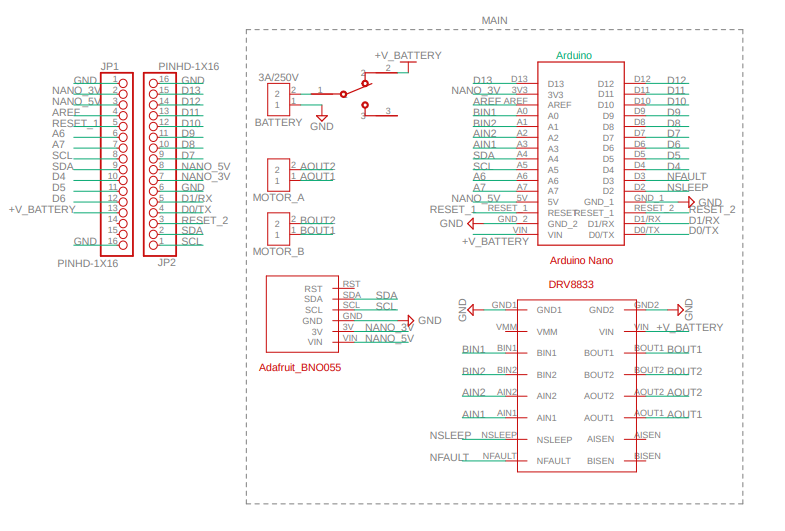 MAIN
JP1
PINHD-1X16
GND 1
NANO_3V 2
NANO_5V 3
AREF 4
RESET_1 5
A6 6
A7 7
SCL 8
SDA 9
D4 10
D5 11
D6 12
+V_BATTERY 13
14
15
GND 16
PINHD-1X16
16 GND
15 D13
14 D12
13 D11
12 D10
11 D9
10 D8
9 D7
8 NANO_5V
7 NANO_3V
6 GND
5 D1/RX
4 D0/TX
3 RESET_2
2 SDA
1 SCL
JP2
3A/250V
2 2
1 1
BATTERY
GND
+V_BATTERY
1
2 2
3 3
2 2 AOUT2
1 1 AOUT1
MOTOR_A
2 2 BOUT2
1 1 BOUT1
MOTOR_B
RST RST
SDA SDA SDA
SCL SCL SCL
GND GND GND
3V 3V NANO_3V
VIN VIN NANO_5V
Adafruit_BNO055
Arduino
D13 D13 D13 D12 D12 D12
NANO_3V 3V3 3V3 D11 D11 D11
AREF AREF AREF D10 D10 D10
BIN1 A0 A0 D9 D9 D9
BIN2 A1 A1 D8 D8 D8
AIN2 A2 A2 D7 D7 D7
AIN1 A3 A3 D6 D6 D6
SDA A4 A4 D5 D5 D5
SCL A5 A5 D4 D4 D4
A6 A6 A6 D3 D3 NFAULT
A7 A7 A7 D2 D2 NSLEEP
NANO_5V 5V 5V GND_1 GND_1 GND
RESET_1 RESET_1 RESET RESET_1 RESET_2 RESET_2
GND GND_2 GND_2 D1/RX D1/RX D1/RX
+V_BATTERY VIN VIN D0/TX D0/TX D0/TX
Arduino Nano
DRV8833
GND GND1 GND1 GND2 GND2 GND
VMM VMM VIN VIN +V_BATTERY
BIN1 BIN1 BIN1 BOUT1 BOUT1 BOUT1
BIN2 BIN2 BIN2 BOUT2 BOUT2 BOUT2
AIN2 AIN2 AIN2 AOUT2 AOUT2 AOUT2
AIN1 AIN1 AIN1 AOUT1 AOUT1 AOUT1
NSLEEP NSLEEP NSLEEP AISEN AISEN
NFAULT NFAULT NFAULT BISEN BISEN